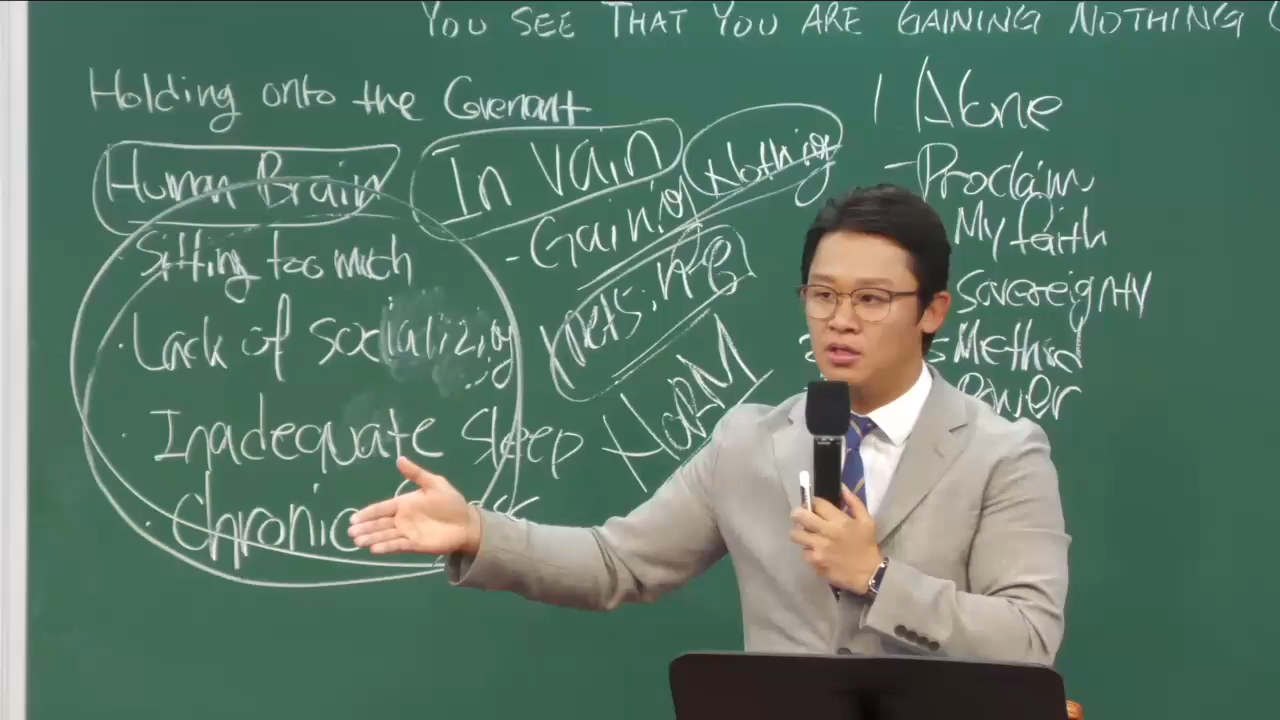 YOU SEE THAT YOU ARE GAINING NOTHING
Holding onto the Covenant
Human Brain
Sitting too much
· Lack of socializing
· Inadequate Sleep
· Chronic
In Vain
- Gaining Nothing
HARM
1 Alone
- Proclaim
My faith
Sovereignty
Method
Power